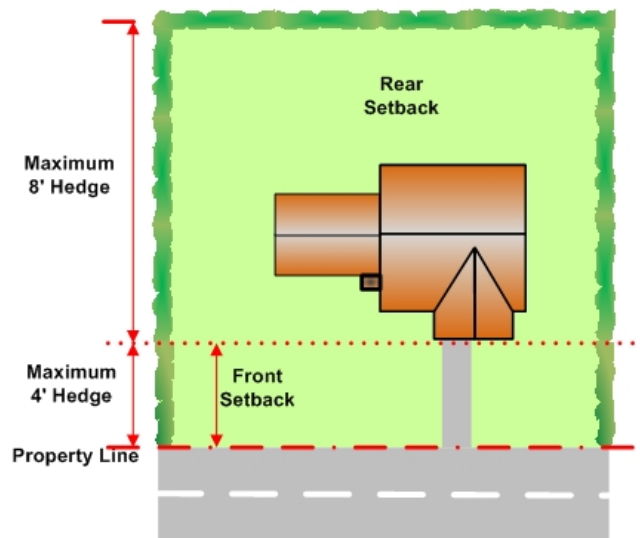 Rear
Setback
Maximum
8' Hedge
Maximum
4' Hedge
Front
Setback
Property Line